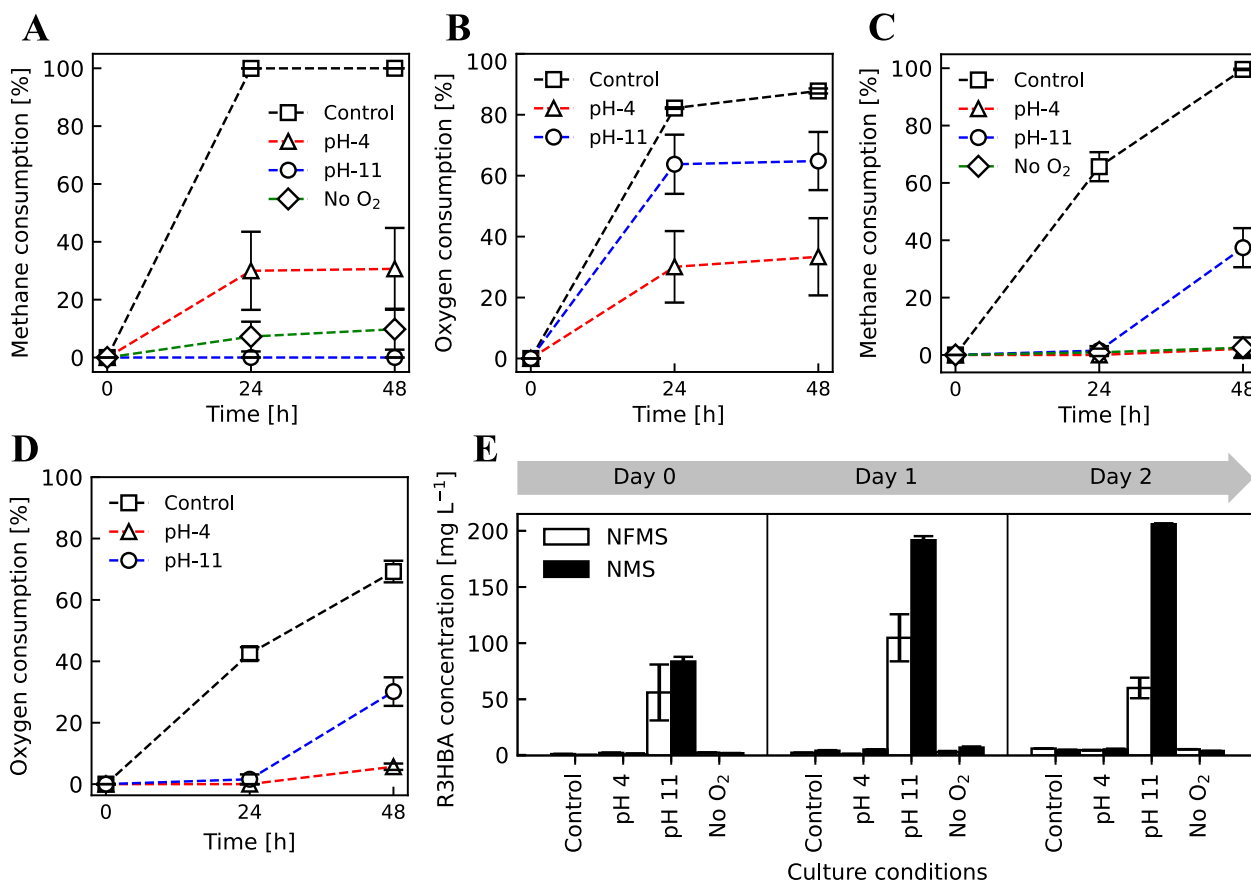 A
Methane consumption [%]
100
80
60
40
20
0
Control
pH-4
pH-11
No O₂
0 24 48
Time [h]
B
Oxygen consumption [%]
100
80
60
40
20
0
Control
pH-4
pH-11
0 24 48
Time [h]
C
Methane consumption [%]
100
80
60
40
20
0
Control
pH-4
pH-11
No O₂
0 24 48
Time [h]
D
Oxygen consumption [%]
100
80
60
40
20
0
Control
pH-4
pH-11
0 24 48
Time [h]
E
Day 0 Day 1 Day 2
R3HBA concentration [mg L⁻¹]
200
150
100
50
0
NFMS
NMS
Control pH 4 pH 11 No O₂ Control pH 4 pH 11 No O₂ Control pH 4 pH 11 No O₂
Culture conditions